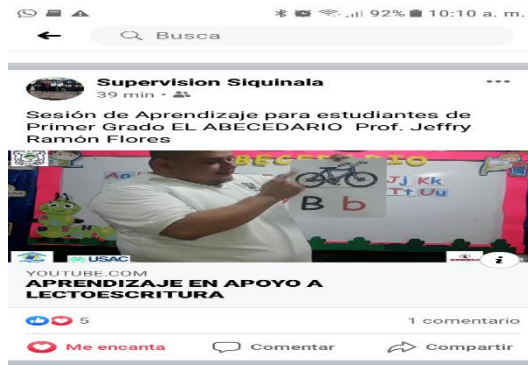 92% 10:10 a. m.
Busca
Supervision Siquinala
39 min
Sesión de Aprendizaje para estudiantes de
Primer Grado EL ABECEDARIO Prof. Jeffry
Ramón Flores
ABECEDARIO
Aa
Jj Kk
Tt Uu
B b
USAC
YOUTUBE.COM
APRENDIZAJE EN APOYO A
LECTOESCRITURA
5
1 comentario
Me encanta
Comentar
Compartir